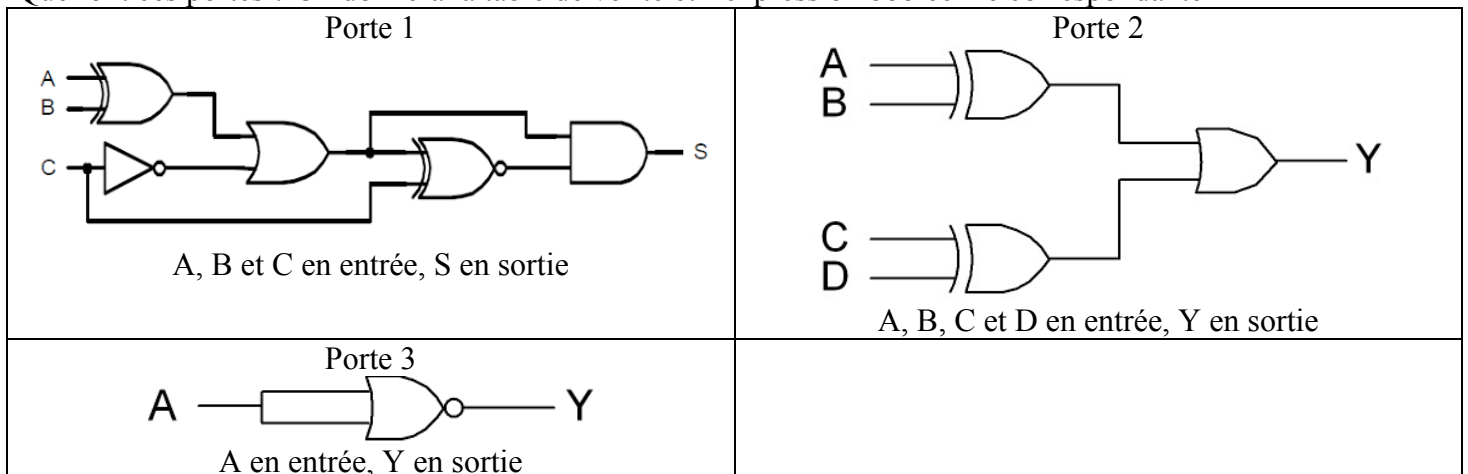 Porte 1
A
B
C
S
A, B et C en entrée, S en sortie
Porte 2
A
B
C
D
Y
A, B, C et D en entrée, Y en sortie
Porte 3
A
Y
A en entrée, Y en sortie